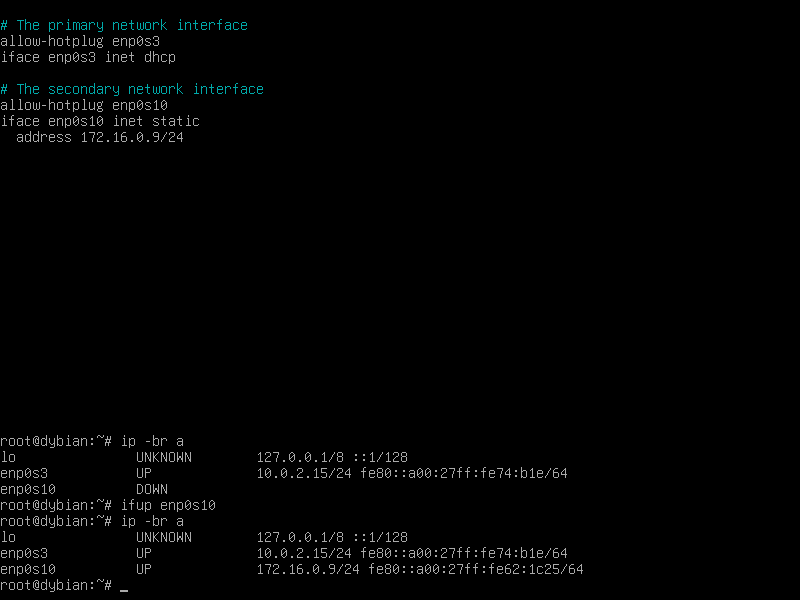 # The primary network interface
allow-hotplug enp0s3
iface enp0s3 inet dhcp
# The secondary network interface
allow-hotplug enp0s10
iface enp0s10 inet static
  address 172.16.0.9/24
root@dybian:~# ip -br a
lo               UNKNOWN        127.0.0.1/8 ::1/128
enp0s3           UP             10.0.2.15/24 fe80::a00:27ff:fe74:b1e/64
enp0s10          DOWN
root@dybian:~# ifup enp0s10
root@dybian:~# ip -br a
lo               UNKNOWN        127.0.0.1/8 ::1/128
enp0s3           UP             10.0.2.15/24 fe80::a00:27ff:fe74:b1e/64
enp0s10          UP             172.16.0.9/24 fe80::a00:27ff:fe62:1c25/64
root@dybian:~# _